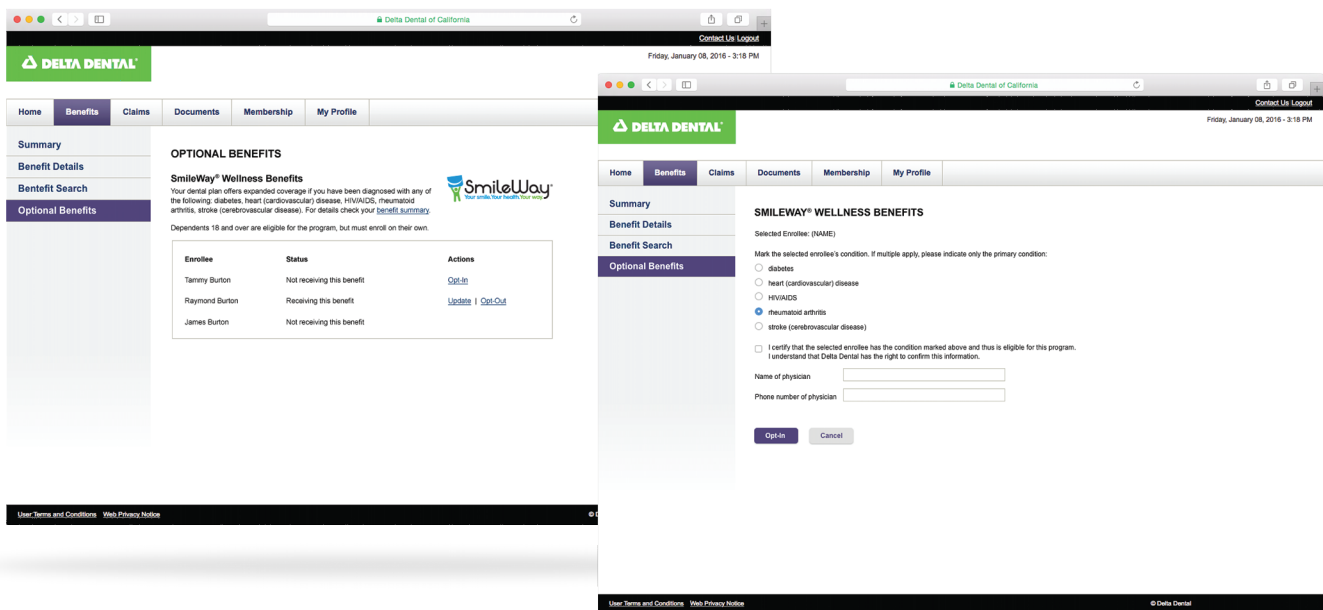 Delta Dental of California
Contact Us Logout
Friday, January 08, 2016 - 3:18 PM
DELTA DENTAL®
Home Benefits Claims Documents Membership My Profile
Summary
Benefit Details
Bentefit Search
Optional Benefits
OPTIONAL BENEFITS
SmileWay® Wellness Benefits
Your dental plan offers expanded coverage if you have been diagnosed with any of
the following: diabetes, heart (cardiovascular) disease, HIV/AIDS, rheumatoid
arthritis, stroke (cerebrovascular disease). For details check your benefit summary.
SmileWay®
Your smile.Your health.Your way.
Dependents 18 and over are eligible for the program, but must enroll on their own.
Enrollee Status Actions
Tammy Burton Not receiving this benefit Opt-In
Raymond Burton Receiving this benefit Update | Opt-Out
James Burton Not receiving this benefit
User Terms and Conditions Web Privacy Notice
©
Delta Dental of California
Contact Us Logout
Friday, January 08, 2016 - 3:18 PM
DELTA DENTAL®
Home Benefits Claims Documents Membership My Profile
Summary
Benefit Details
Benefit Search
Optional Benefits
SMILEWAY® WELLNESS BENEFITS
Selected Enrollee: (NAME)
Mark the selected enrollee's condition. If multiple apply, please indicate only the primary condition:
diabetes
heart (cardiovascular) disease
HIV/AIDS
rheumatoid arthritis
stroke (cerebrovascular disease)
I certify that the selected enrollee has the condition marked above and thus is eligible for this program.
I understand that Delta Dental has the right to confirm this information.
Name of physician
Phone number of physician
Opt-In Cancel
User Terms and Conditions Web Privacy Notice
© Delta Dental